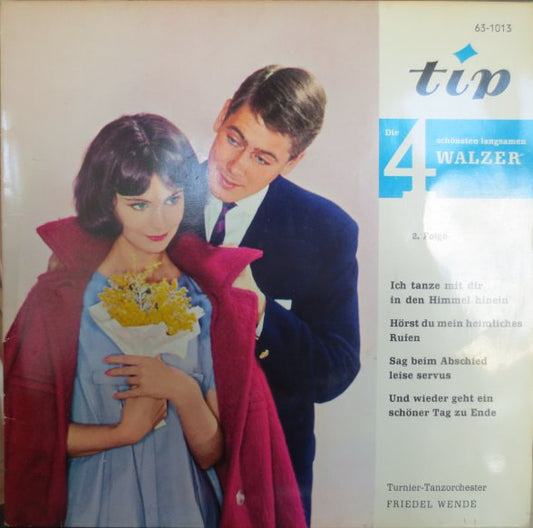 63-1013
tip
Die
4
schönsten langsamen
WALZER
2. Folge
Ich tanze mit dir
in den Himmel hinein
Hörst du mein heimliches
Rufen
Sag beim Abschied
leise servus
Und wieder geht ein
schöner Tag zu Ende
Turnier-Tanzorchester
FRIEDEL WENDE